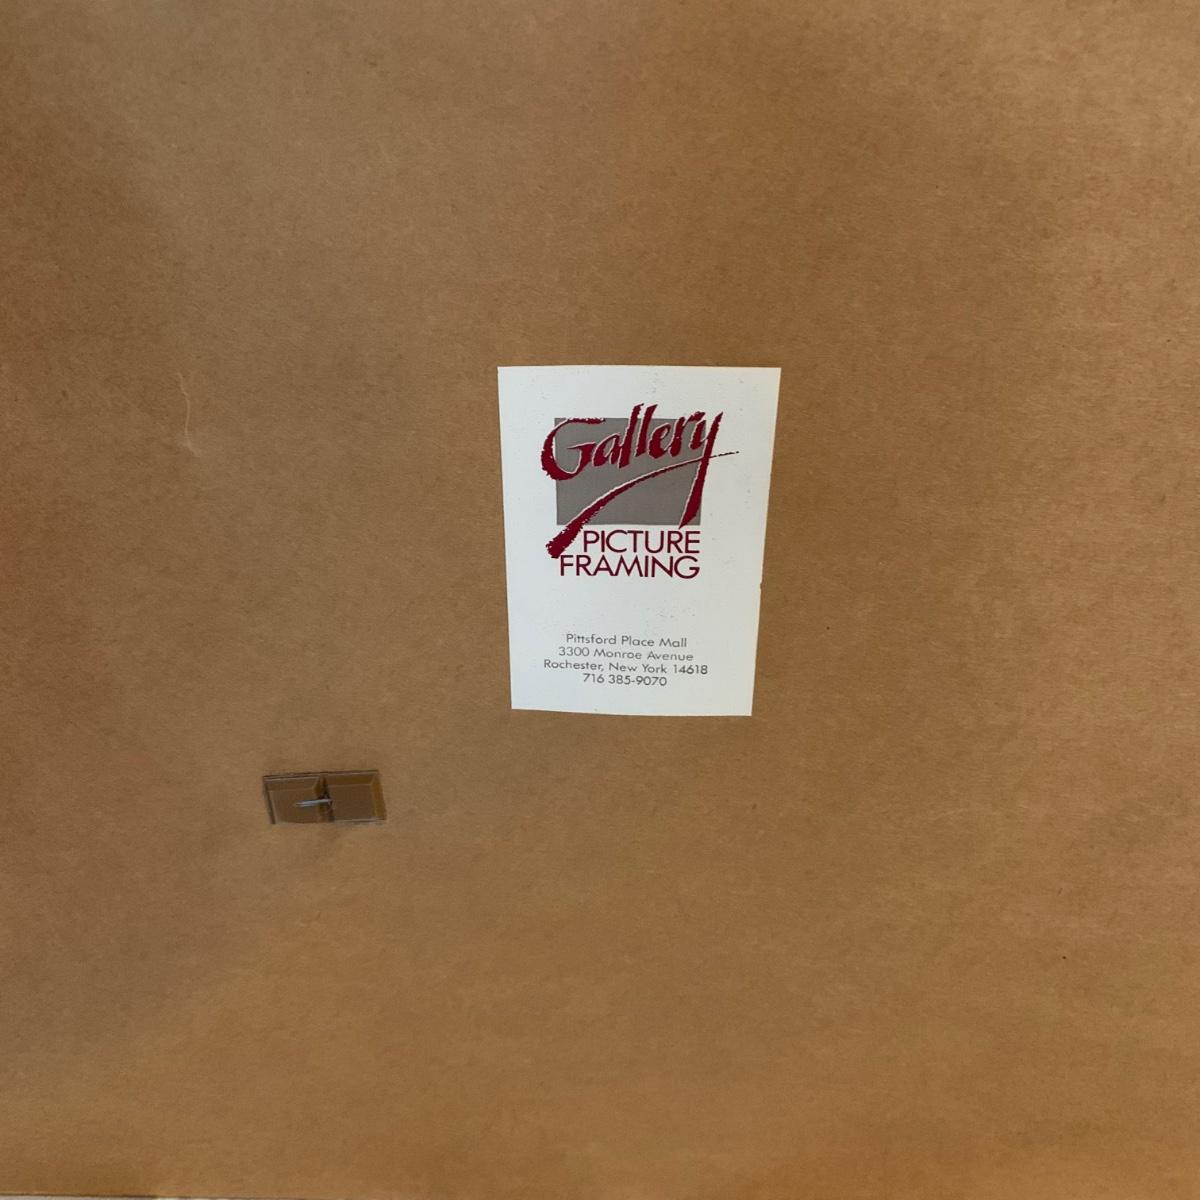 Gallery
PICTURE
FRAMING
Pittsford Place Mall
3300 Monroe Avenue
Rochester, New York 14618
716 385-9070